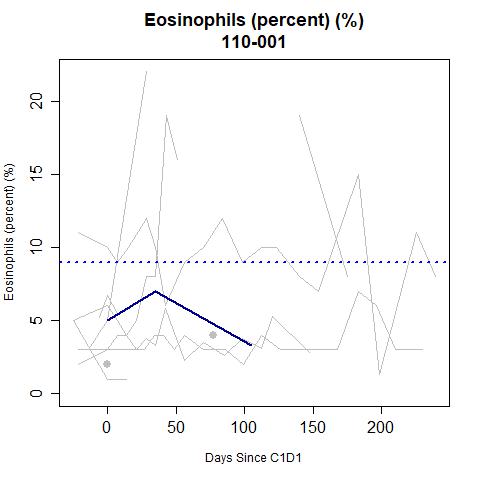 Eosinophils (percent) (%)
110-001
Eosinophils (percent) (%)
20
15
10
5
0
0 50 100 150 200
Days Since C1D1